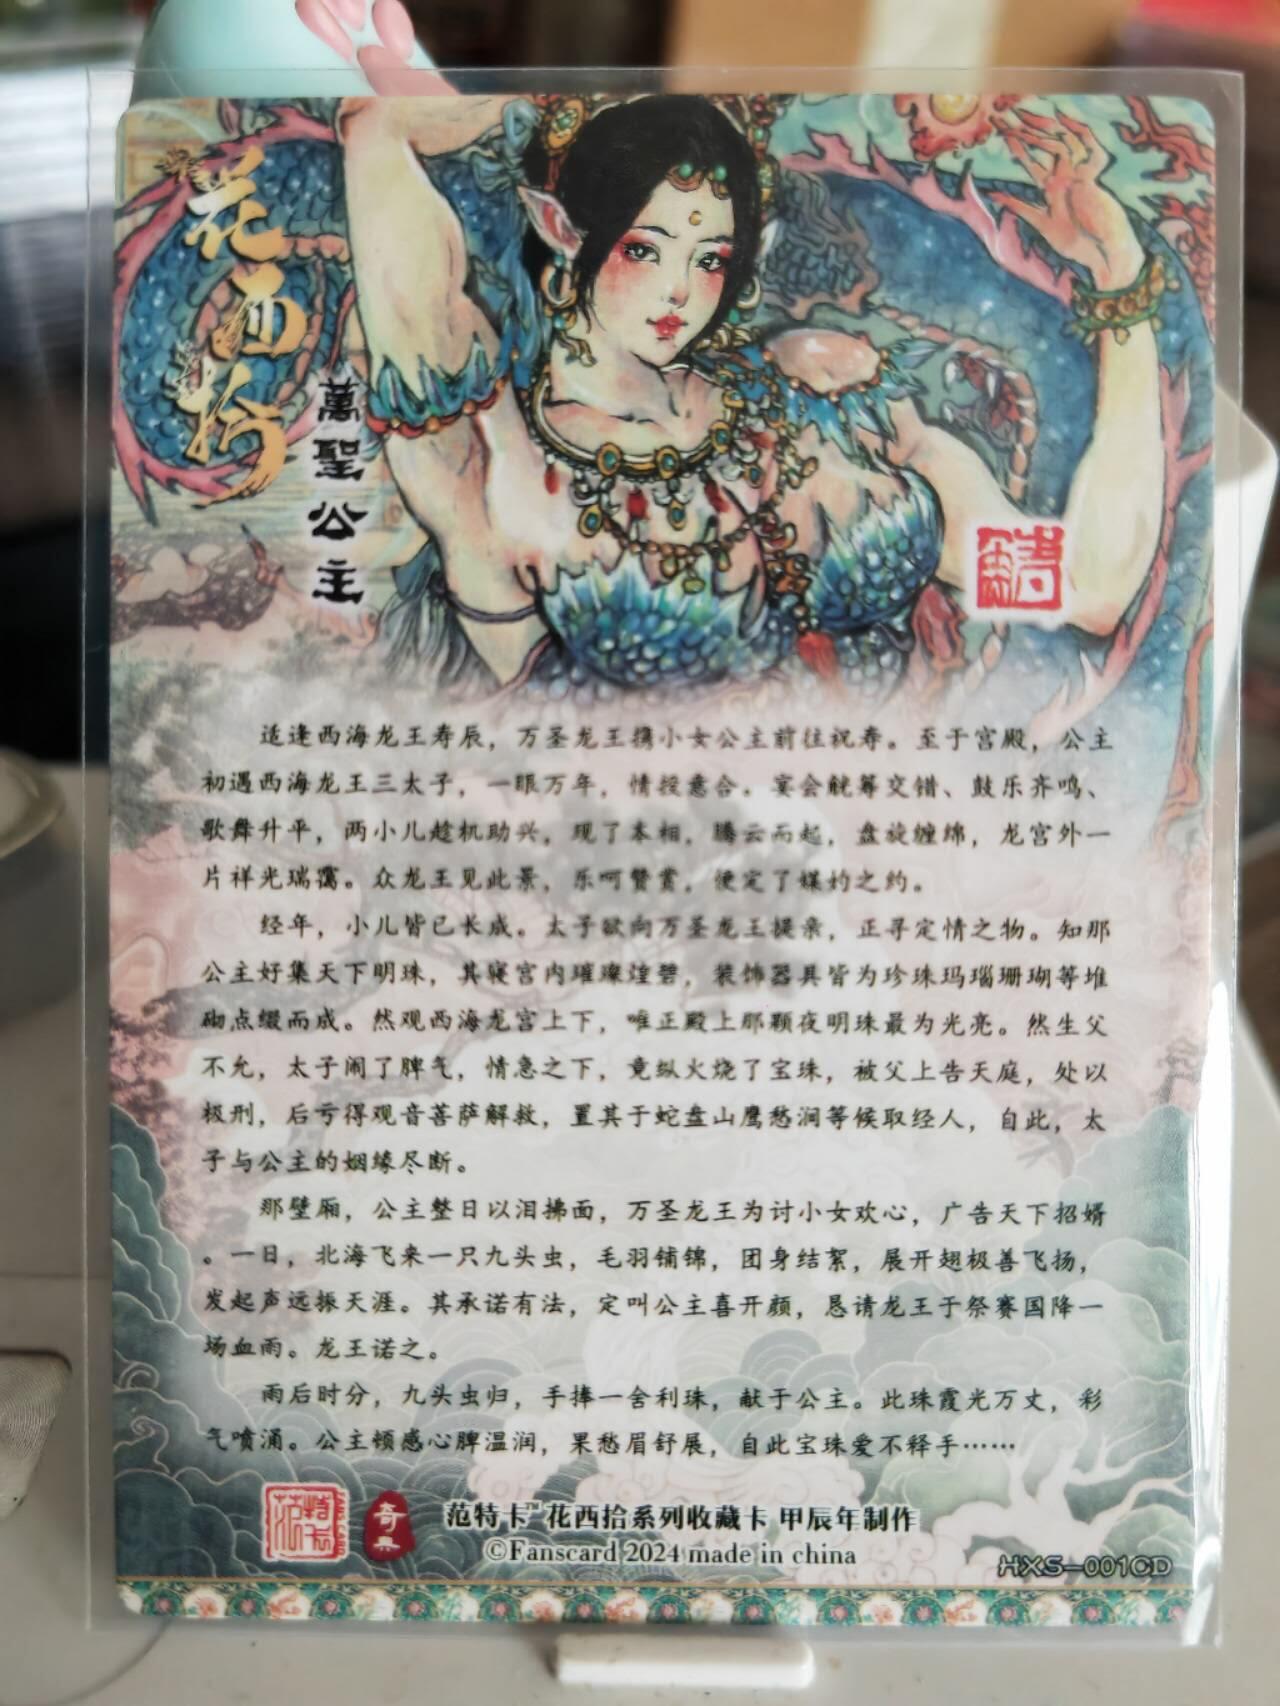 花西拾
萬聖公主
适逢西海龙王寿辰，万圣龙王携小女公主前往祝寿。至于宫殿，公主
初遇西海龙王三太子，一眼万年，情投意合。宴会觥筹交错、鼓乐齐鸣、
歌舞升平，两小儿趁机助兴，现了本相，腾云而起，盘旋缠绵，龙宫外一
片祥光瑞霭。众龙王见此景，乐呵赞赏，便定了媒妁之约。
经年，小儿皆已长成。太子欲向万圣龙王提亲，正寻定情之物。知那
公主好集天下明珠，其寝宫内璀璨煌碧，装饰器具皆为珍珠玛瑙珊瑚等堆
砌点缀而成。然观西海龙宫上下，唯正殿上那颗夜明珠最为光亮。然生父
不允，太子闹了脾气，情急之下，竟纵火烧了宝珠，被父上告天庭，处以
极刑，后亏得观音菩萨解救，置其于蛇盘山鹰愁涧等候取经人，自此，太
子与公主的姻缘尽断。
那壁厢，公主整日以泪拂面，万圣龙王为讨小女欢心，广告天下招婿
。一日，北海飞来一只九头虫，毛羽铺锦，团身结絮，展开翅极善飞扬，
发起声远振天涯。其承诺有法，定叫公主喜开颜，恳请龙王于祭赛国降一
场血雨。龙王诺之。
雨后时分，九头虫归，手捧一舍利珠，献于公主。此珠霞光万丈，彩
气喷涌。公主顿感心脾温润，果愁眉舒展，自此宝珠爱不释手……
范特卡
奇典
范特卡™花西拾系列收藏卡 甲辰年制作
©Fanscard 2024 made in china
HXS-001CD